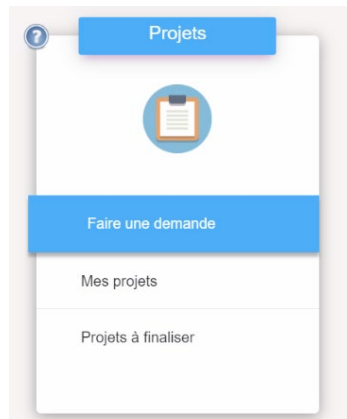 ?
Projets
Faire une demande
Mes projets
Projets à finaliser